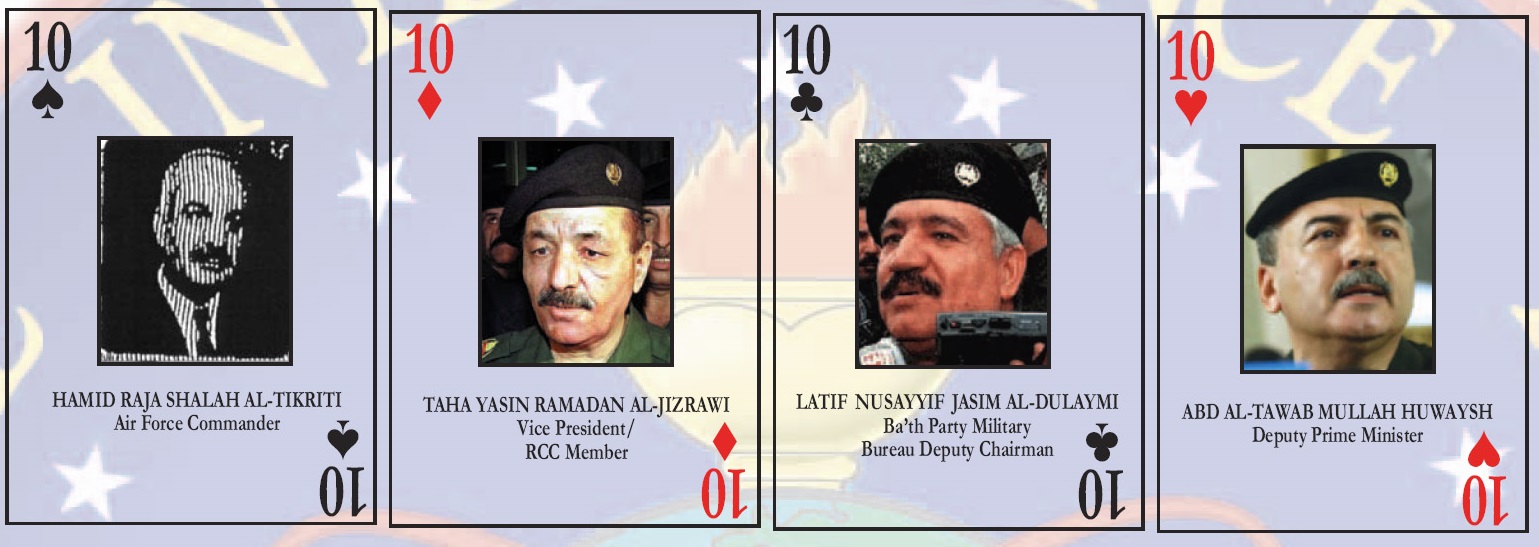 10
HAMID RAJA SHALAH AL-TIKRITI
Air Force Commander
10
10
TAHA YASIN RAMADAN AL-JIZRAWI
Vice President/
RCC Member
10
10
LATIF NUSAYYIF JASIM AL-DULAYMI
Ba'th Party Military
Bureau Deputy Chairman
10
10
ABD AL-TAWAB MULLAH HUWAYSH
Deputy Prime Minister
10